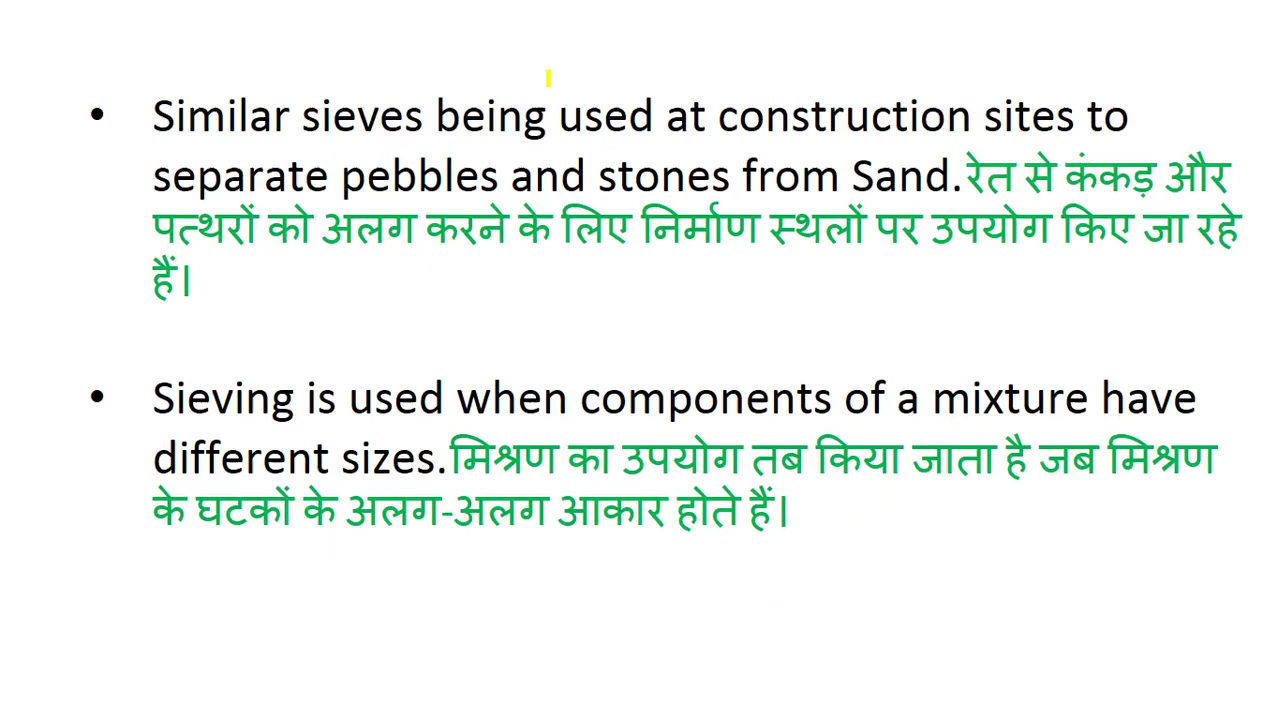 • Similar sieves being used at construction sites to
separate pebbles and stones from Sand. रेत से कंकड़ और
पत्थरों को अलग करने के लिए निर्माण स्थलों पर उपयोग किए जा रहे
हैं।
• Sieving is used when components of a mixture have
different sizes. मिश्रण का उपयोग तब किया जाता है जब मिश्रण
के घटकों के अलग-अलग आकार होते हैं।